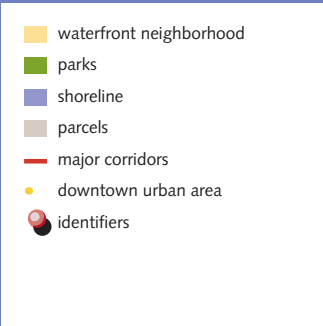 waterfront neighborhood
parks
shoreline
parcels
major corridors
downtown urban area
identifiers